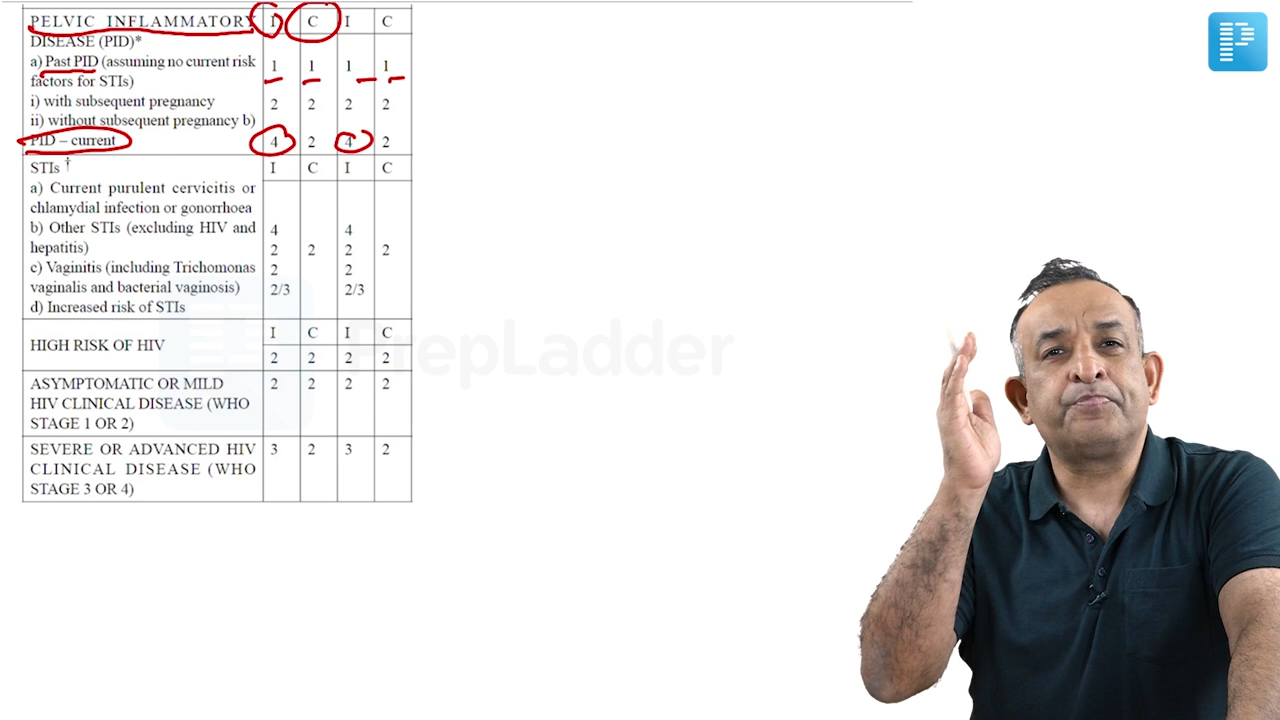 PELVIC INFLAMMATORY I C I C
DISEASE (PID)*
a) Past PID (assuming no current risk 1 1 1 1
factors for STIs)
i) with subsequent pregnancy 2 2 2 2
ii) without subsequent pregnancy b)
PID – current 4 2 4 2
STIs † I C I C
a) Current purulent cervicitis or
chlamydial infection or gonorrhoea
b) Other STIs (excluding HIV and 4 4
hepatitis) 2 2 2 2
c) Vaginitis (including Trichomonas 2 2
vaginalis and bacterial vaginosis) 2/3 2/3
d) Increased risk of STIs
HIGH RISK OF HIV I C I C
2 2 2 2
ASYMPTOMATIC OR MILD 2 2 2 2
HIV CLINICAL DISEASE (WHO
STAGE 1 OR 2)
SEVERE OR ADVANCED HIV 3 2 3 2
CLINICAL DISEASE (WHO
STAGE 3 OR 4)
PrepLadder